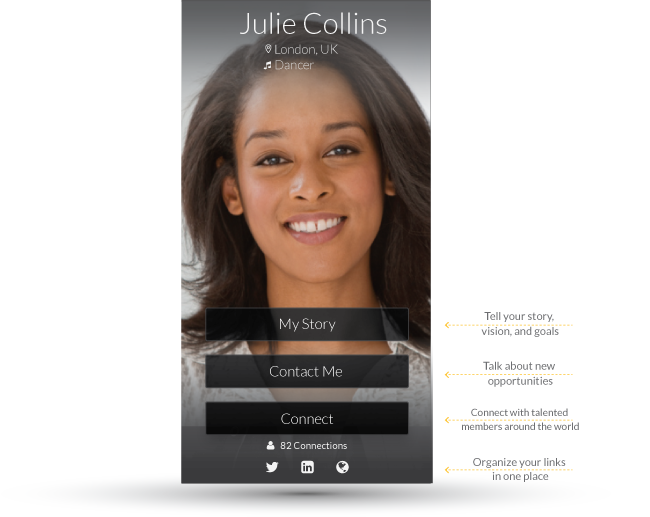 Julie Collins
London, UK
Dancer
My Story
Tell your story,
vision, and goals
Contact Me
Talk about new
opportunities
Connect
Connect with talented
members around the world
82 Connections
Organize your links
in one place